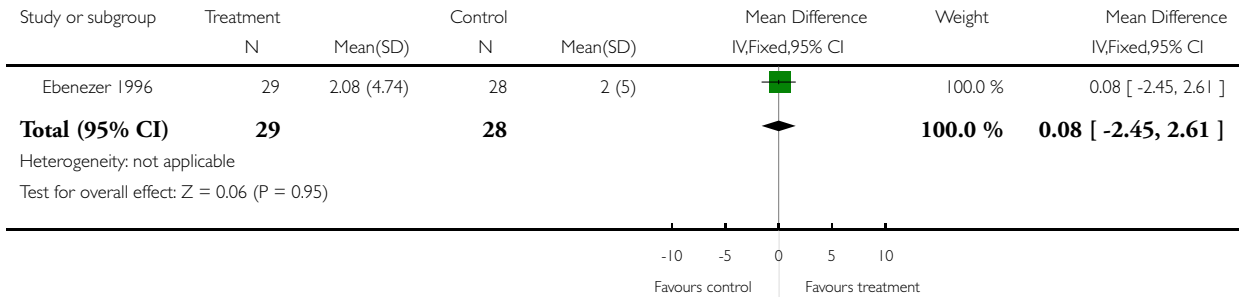 Study or subgroup Treatment Control Mean Difference Weight Mean Difference
N Mean(SD) N Mean(SD) IV,Fixed,95% CI IV,Fixed,95% CI
Ebenezer 1996 29 2.08 (4.74) 28 2 (5) 100.0 % 0.08 [ -2.45, 2.61 ]
Total (95% CI) 29 28 100.0 % 0.08 [ -2.45, 2.61 ]
Heterogeneity: not applicable
Test for overall effect: Z = 0.06 (P = 0.95)
-10 -5 0 5 10
Favours control Favours treatment